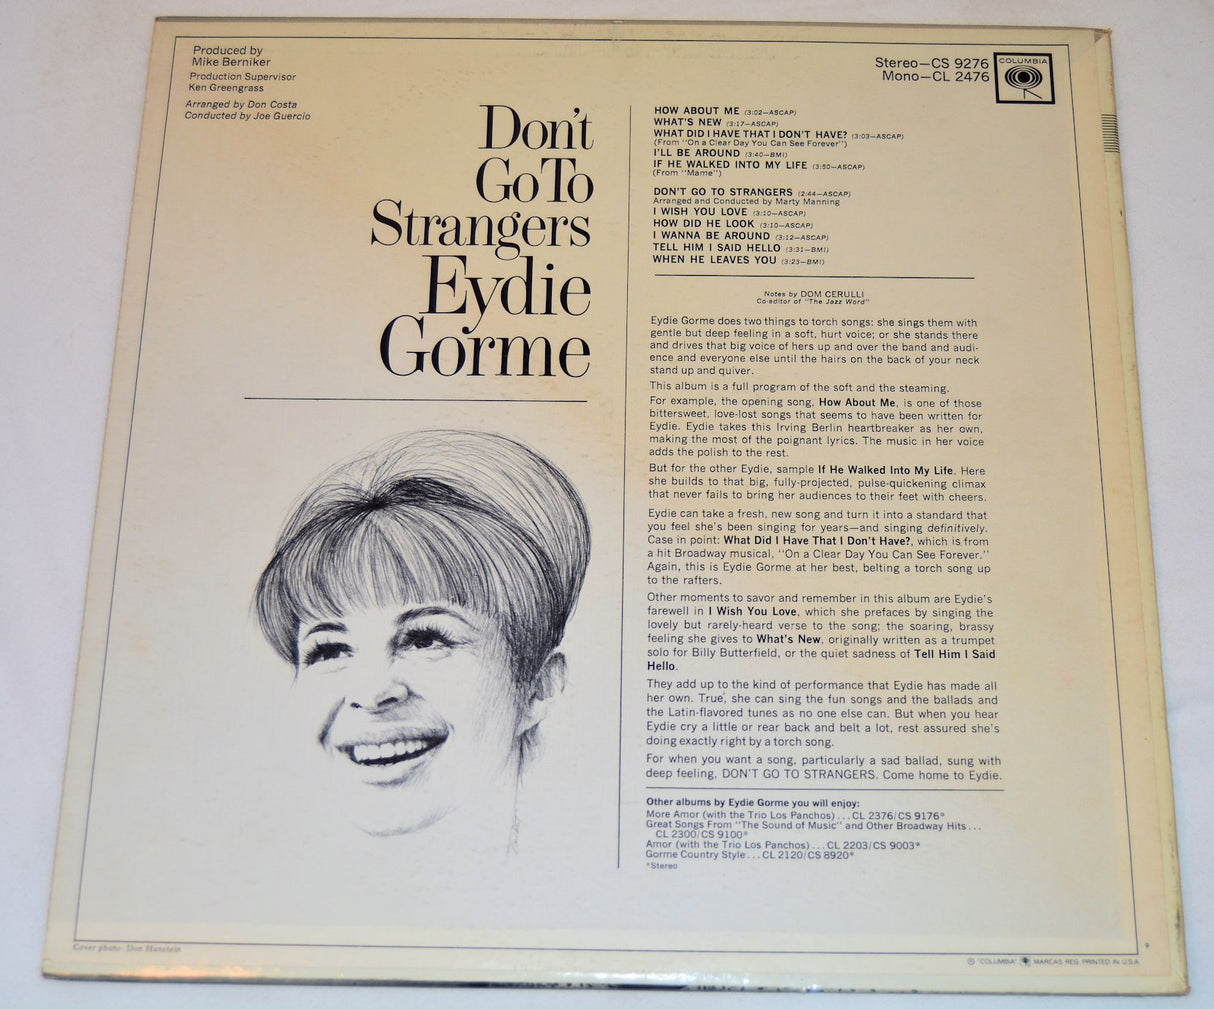 Produced by
Mike Berniker
Production Supervisor
Ken Greengrass
Arranged by Don Costa
Conducted by Joe Guercio
Don't
Go To
Strangers
Eydie
Gorme
Stereo—CS 9276
Mono—CL 2476
COLUMBIA
HOW ABOUT ME (3:02—ASCAP)
WHAT'S NEW (3:17—ASCAP)
WHAT DID I HAVE THAT I DON'T HAVE? (3:03—ASCAP)
(From "On a Clear Day You Can See Forever")
I'LL BE AROUND (3:40—BMI)
IF HE WALKED INTO MY LIFE (3:50—ASCAP)
(From "Mame")
DON'T GO TO STRANGERS (2:44—ASCAP)
Arranged and Conducted by Marty Manning
I WISH YOU LOVE (3:10—ASCAP)
HOW DID HE LOOK (3:10—ASCAP)
I WANNA BE AROUND (3:12—ASCAP)
TELL HIM I SAID HELLO (3:31—BMI)
WHEN HE LEAVES YOU (3:23—BMI)
Notes by DOM CERULLI
Co-editor of "The Jazz Word"
Eydie Gorme does two things to torch songs: she sings them with
gentle but deep feeling in a soft, hurt voice; or she stands there
and drives that big voice of hers up and over the band and audi-
ence and everyone else until the hairs on the back of your neck
stand up and quiver.
This album is a full program of the soft and the steaming.
For example, the opening song, How About Me, is one of those
bittersweet, love-lost songs that seems to have been written for
Eydie. Eydie takes this Irving Berlin heartbreaker as her own,
making the most of the poignant lyrics. The music in her voice
adds the polish to the rest.
But for the other Eydie, sample If He Walked Into My Life. Here
she builds to that big, fully-projected, pulse-quickening climax
that never fails to bring her audiences to their feet with cheers.
Eydie can take a fresh, new song and turn it into a standard that
you feel she's been singing for years—and singing definitively.
Case in point: What Did I Have That I Don't Have?, which is from
a hit Broadway musical, "On a Clear Day You Can See Forever."
Again, this is Eydie Gorme at her best, belting a torch song up
to the rafters.
Other moments to savor and remember in this album are Eydie's
farewell in I Wish You Love, which she prefaces by singing the
lovely but rarely-heard verse to the song; the soaring, brassy
feeling she gives to What's New, originally written as a trumpet
solo for Billy Butterfield, or the quiet sadness of Tell Him I Said
Hello.
They add up to the kind of performance that Eydie has made all
her own. True, she can sing the fun songs and the ballads and
the Latin-flavored tunes as no one else can. But when you hear
Eydie cry a little or rear back and belt a lot, rest assured she's
doing exactly right by a torch song.
For when you want a song, particularly a sad ballad, sung with
deep feeling, DON'T GO TO STRANGERS. Come home to Eydie.
Other albums by Eydie Gorme you will enjoy:
More Amor (with the Trio Los Panchos)...CL 2376/CS 9176*
Great Songs From "The Sound of Music" and Other Broadway Hits...
CL 2300/CS 9100*
Amor (with the Trio Los Panchos)...CL 2203/CS 9003*
Gorme Country Style...CL 2120/CS 8920*
*Stereo
Cover photo: Don Hunstein
9
® "COLUMBIA", MARCAS REG. PRINTED IN U.S.A.